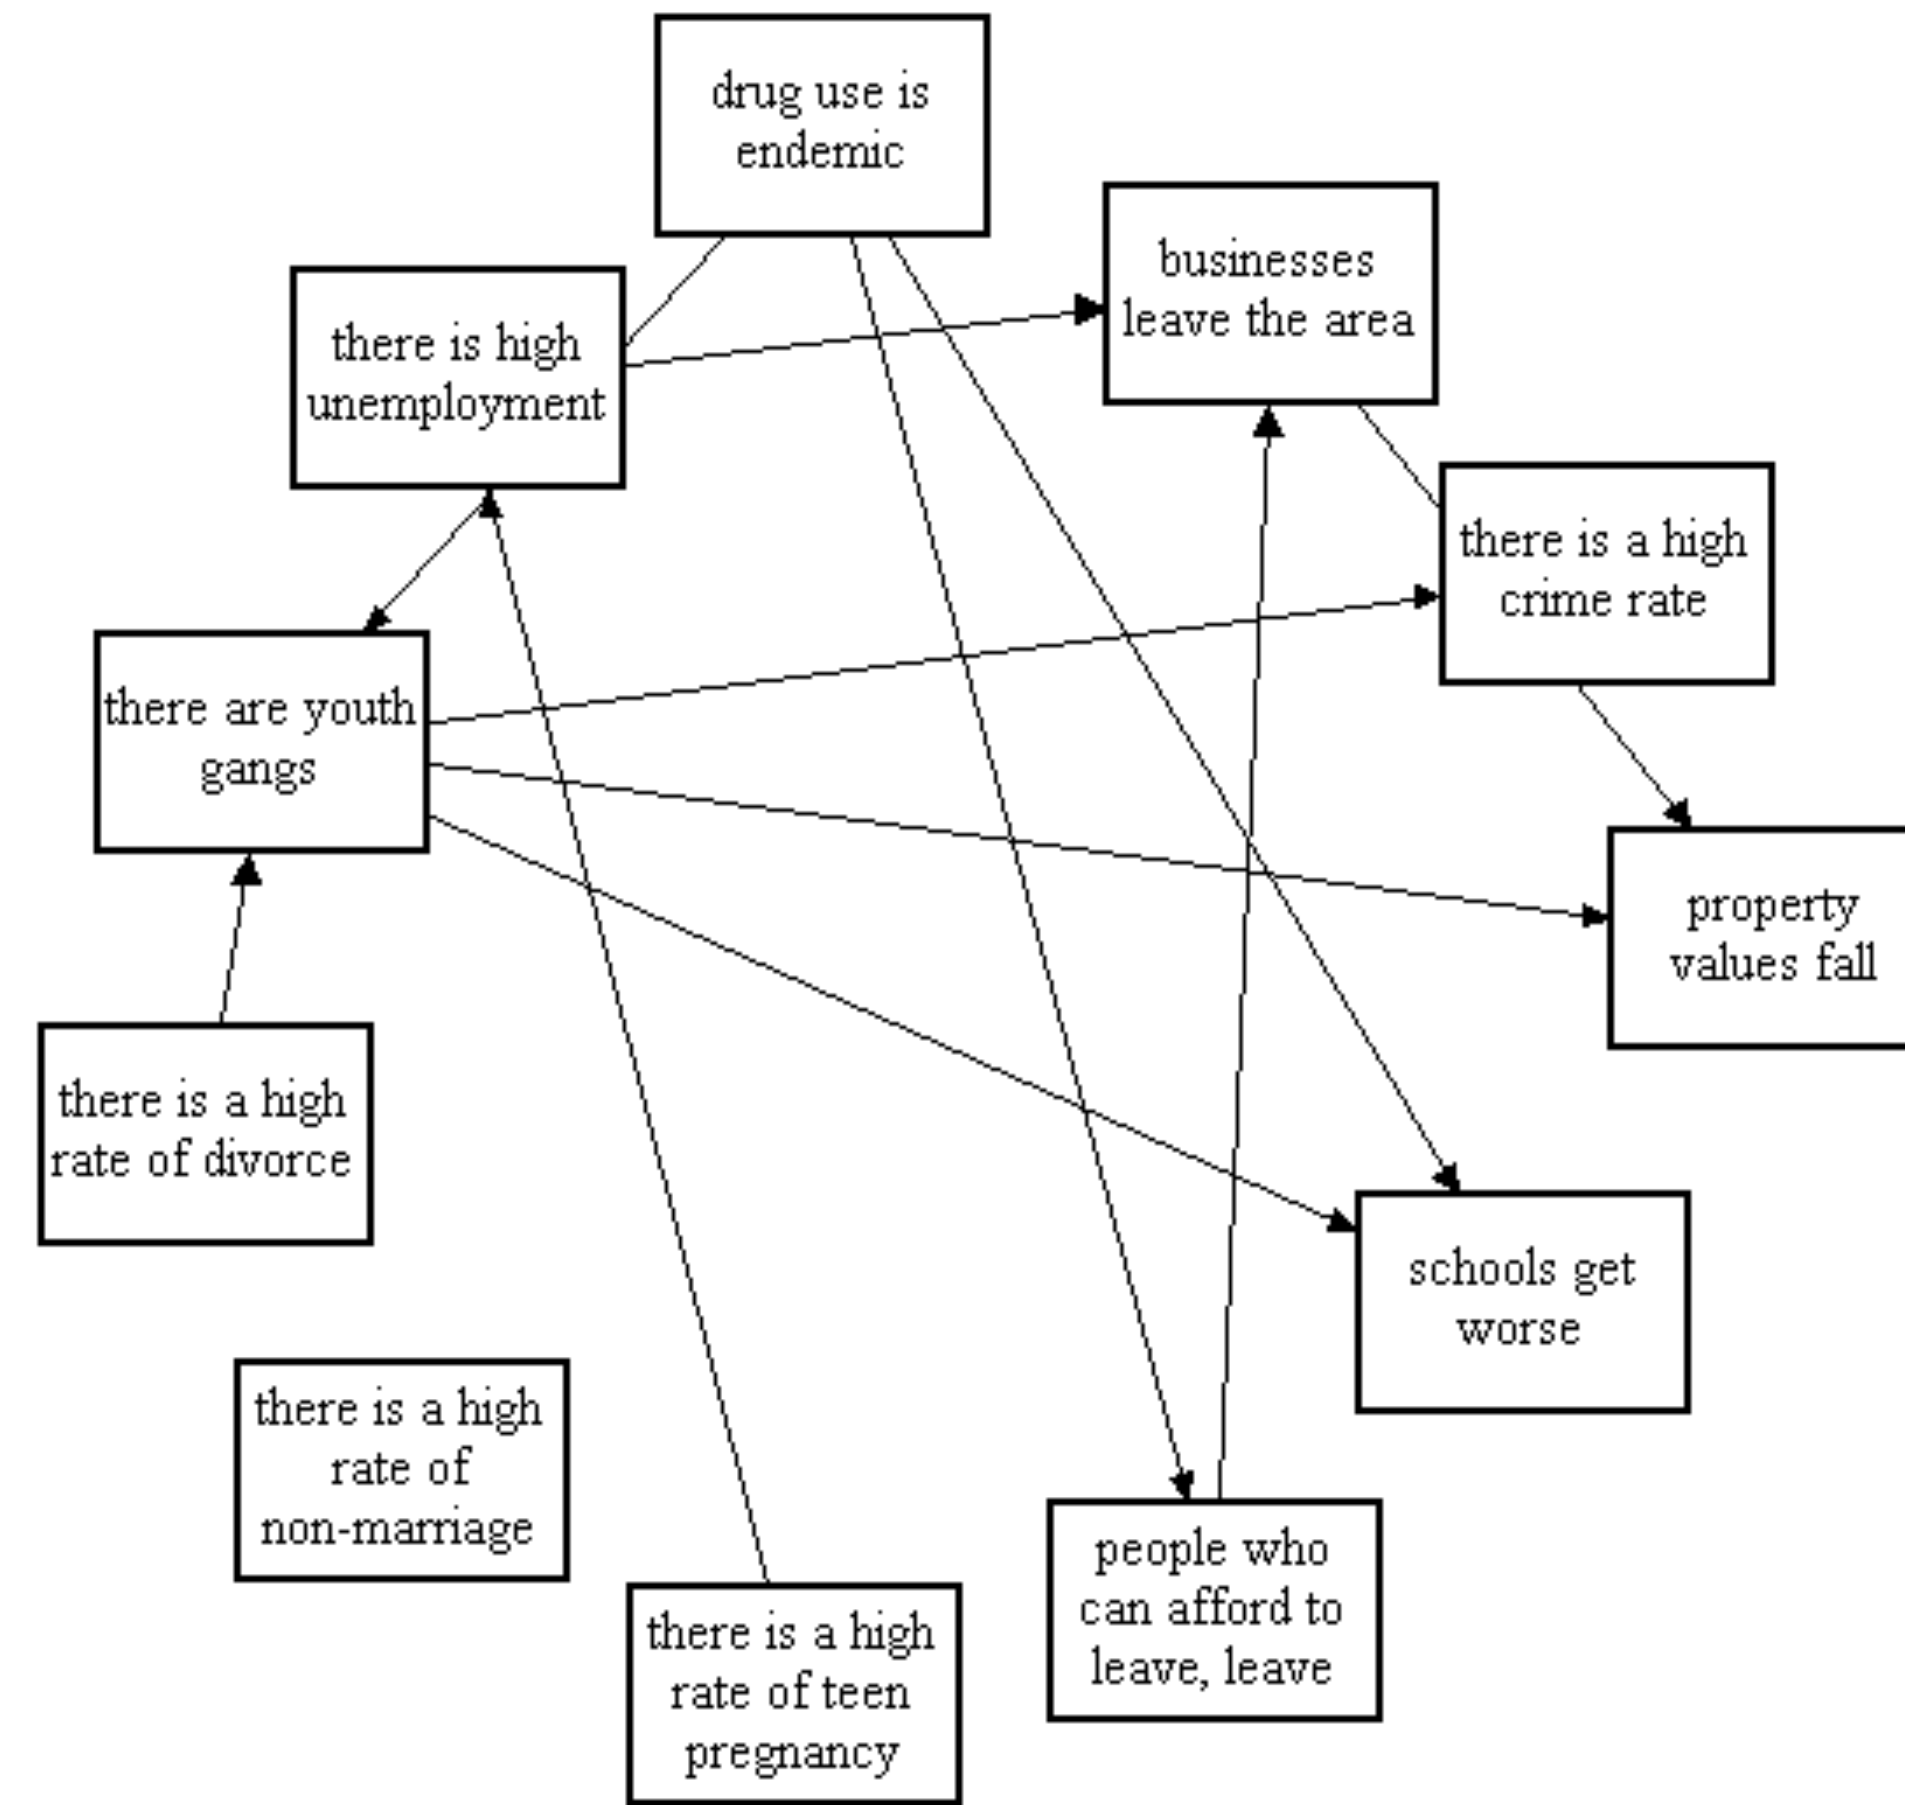 drug use is
endemic
businesses
leave the area
there is high
unemployment
there is a high
crime rate
there are youth
gangs
property
values fall
there is a high
rate of divorce
schools get
worse
there is a high
rate of
non-marriage
people who
can afford to
leave, leave
there is a high
rate of teen
pregnancy